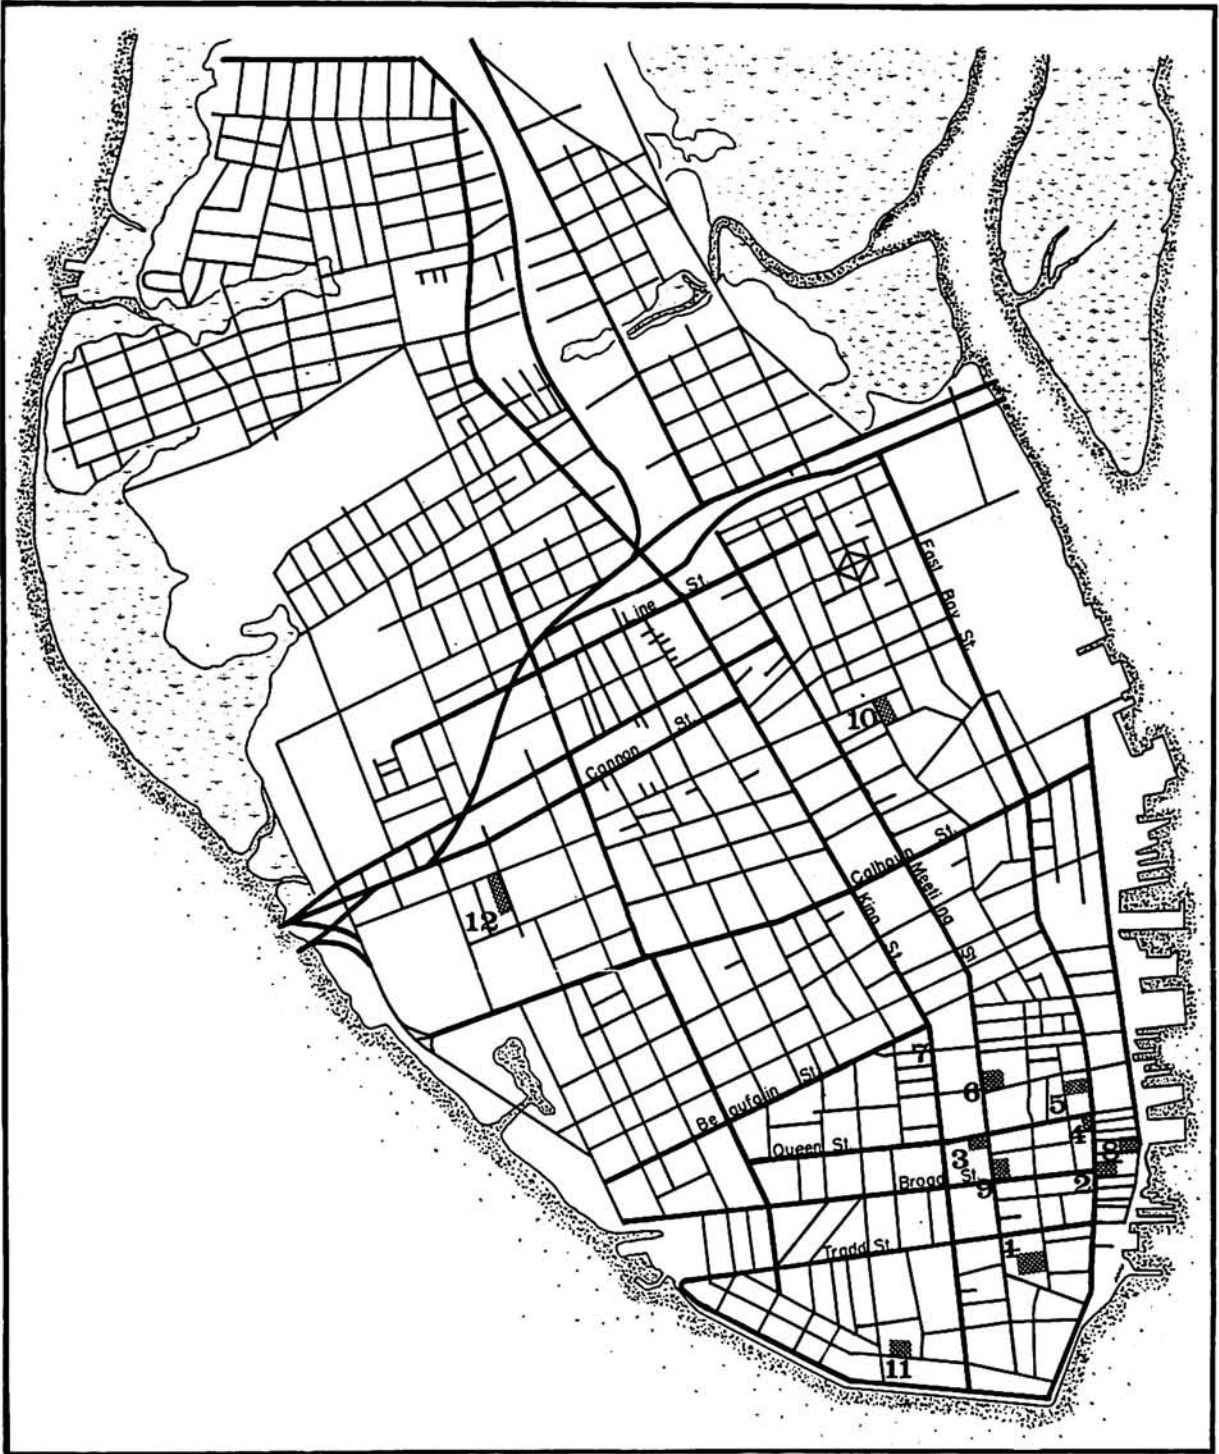 East Bay St.
Line St.
10
Cannon St.
Calhoun St.
Meeting St.
King St.
12
7
Beaufain St.
6
5
4
Queen St.
3
8
Broad St.
9
2
Tradd St.
1
11